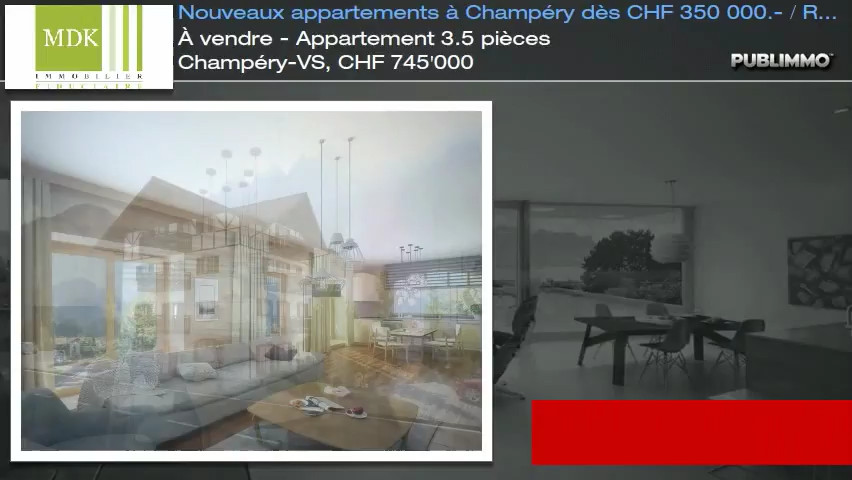 MDK
IMMOBILIER
FIDUCIAIRE
Nouveaux appartements à Champéry dès CHF 350 000.- / R...
À vendre - Appartement 3.5 pièces
Champéry-VS, CHF 745'000
PUBLIMMO